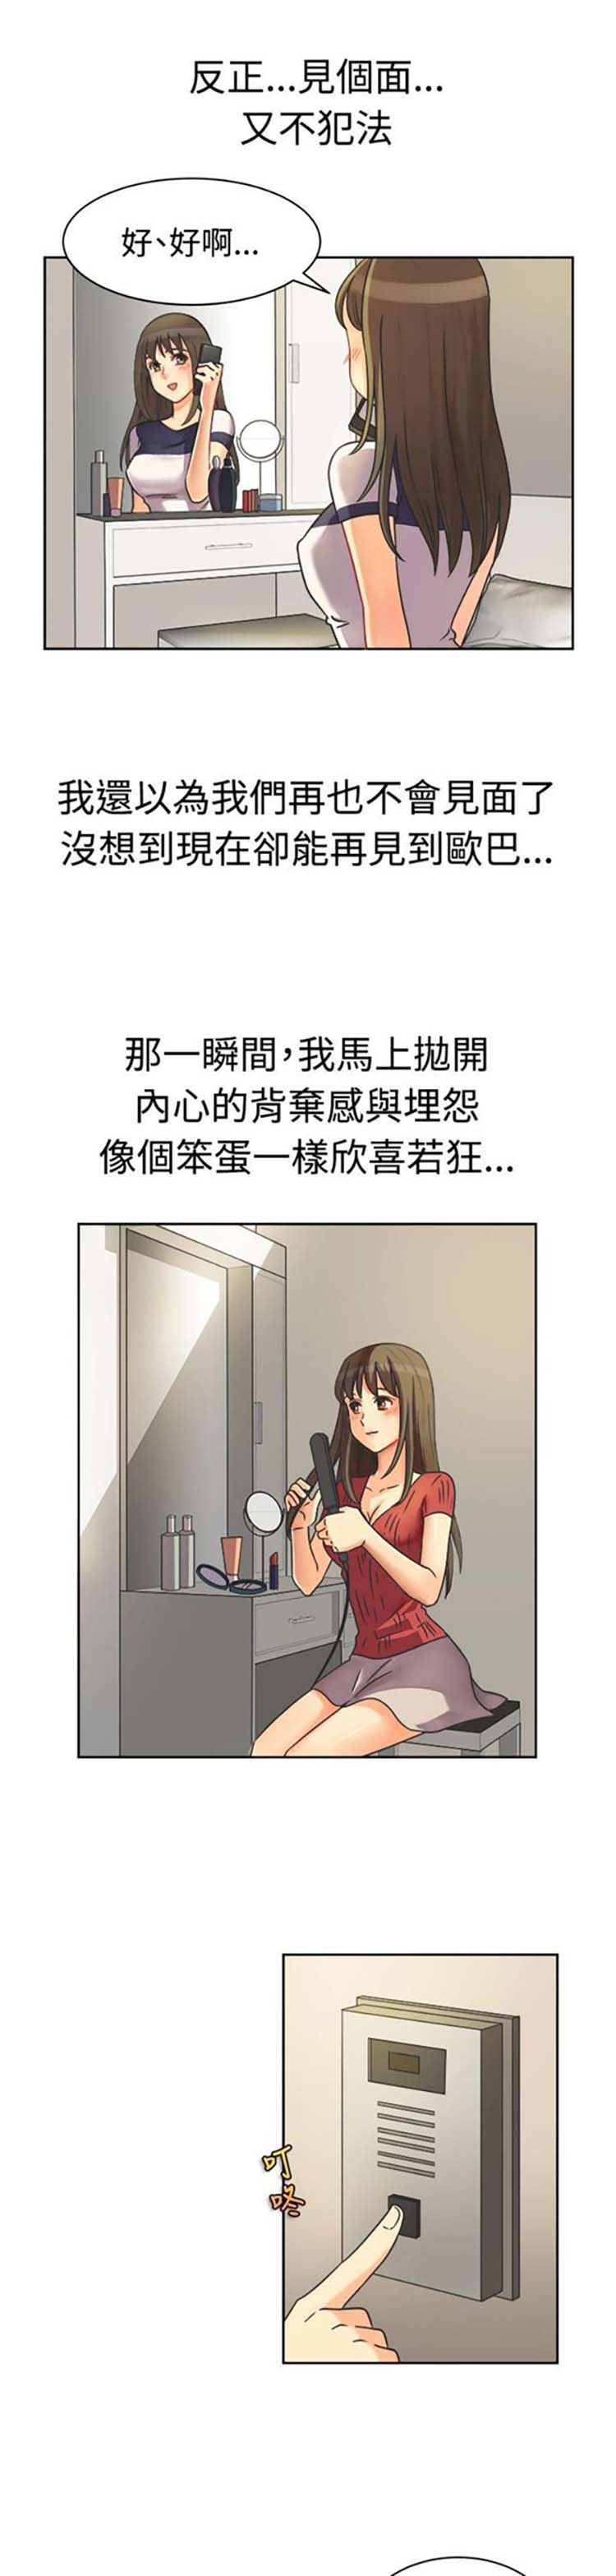 反正...見個面...
又不犯法
好、好啊...
我還以為我們再也不會見面了
沒想到現在卻能再見到歐巴...
那一瞬間，我馬上拋開
內心的背棄感與埋怨
像個笨蛋一樣欣喜若狂...
叮
咚